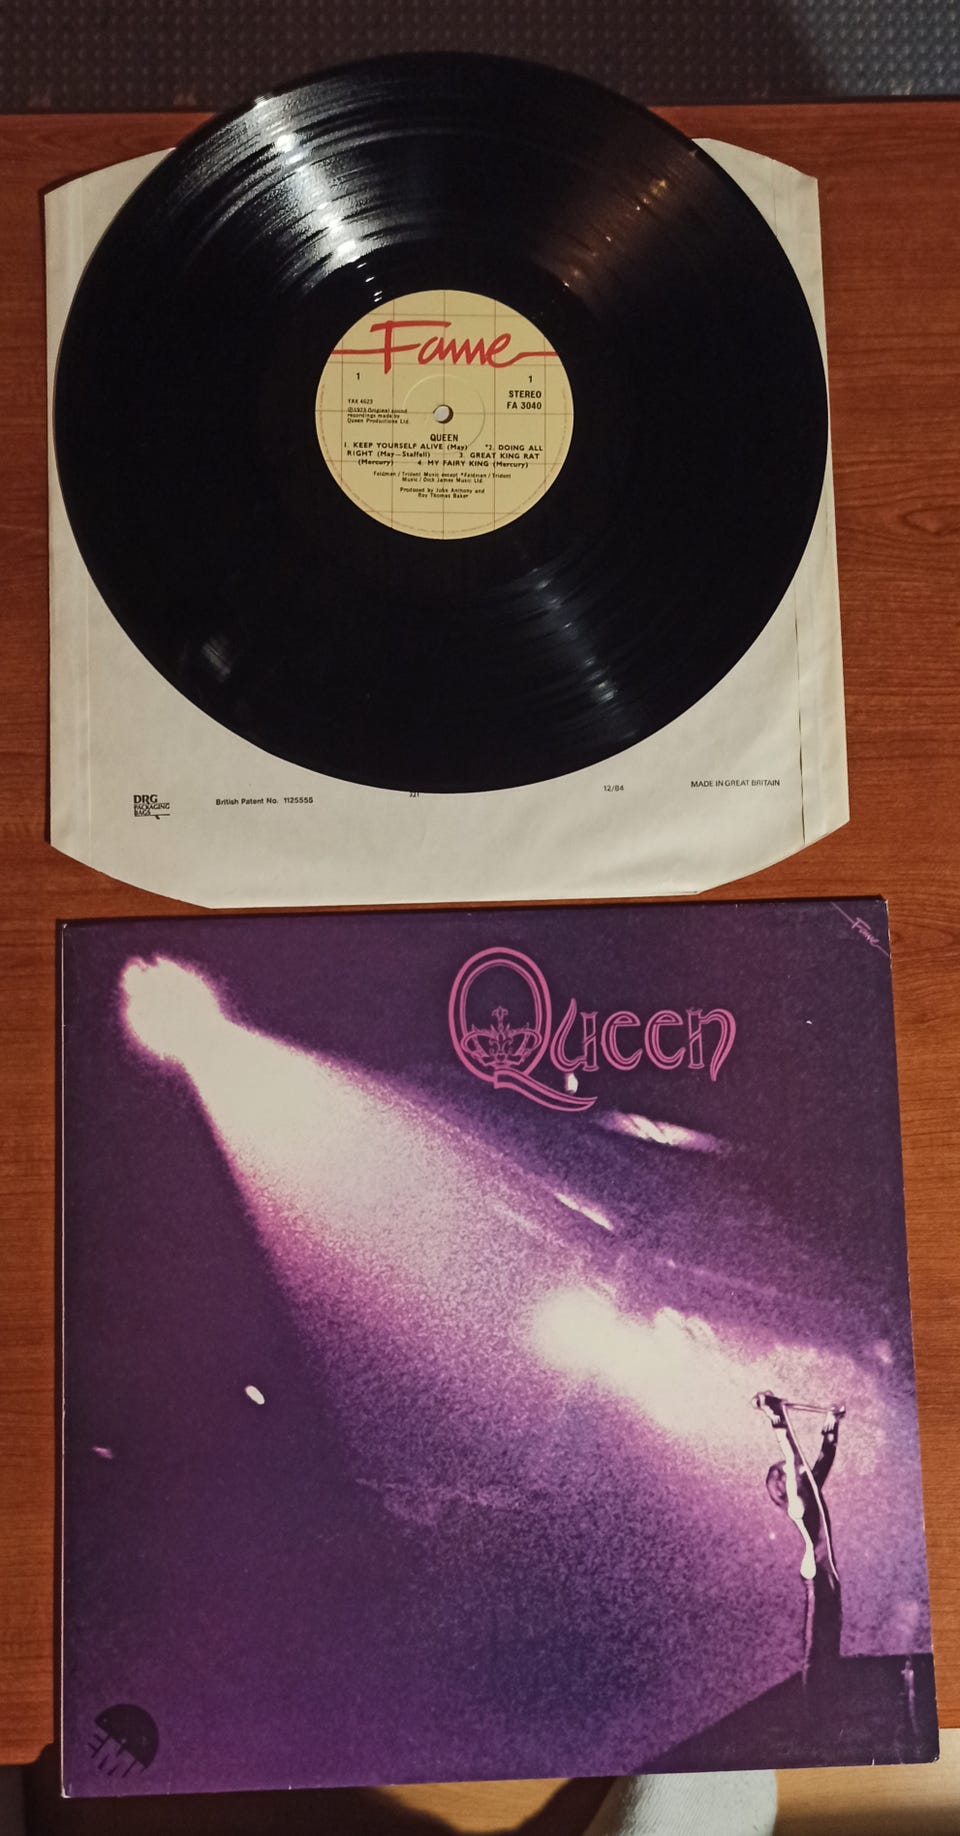 Fame
1
1
STEREO
FA 3040
YAX 4623
℗1973 Original sound
recordings made by
Queen Productions Ltd.
QUEEN
1. KEEP YOURSELF ALIVE (May) *2. DOING ALL
RIGHT (May—Staffell) 3. GREAT KING RAT
(Mercury) 4. MY FAIRY KING (Mercury)
Feldman/Trident Music except *Feldman/Trident
Music/Dick James Music Ltd.
Produced by John Anthony and
Roy Thomas Baker
DRG
PACKAGING
BAGS
British Patent No. 1125555
321
12/84
MADE IN GREAT BRITAIN
Fame
Queen
EMI